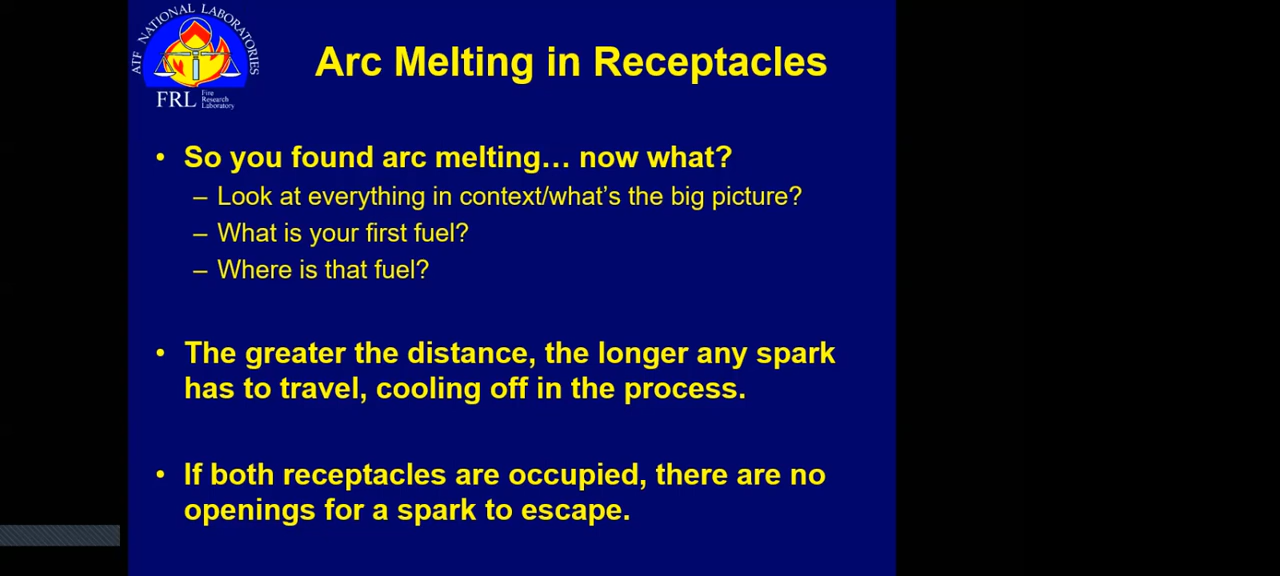 ATF NATIONAL LABORATORIES
FRL Fire
Research
Laboratory
Arc Melting in Receptacles
• So you found arc melting… now what?
– Look at everything in context/what’s the big picture?
– What is your first fuel?
– Where is that fuel?
• The greater the distance, the longer any spark
has to travel, cooling off in the process.
• If both receptacles are occupied, there are no
openings for a spark to escape.